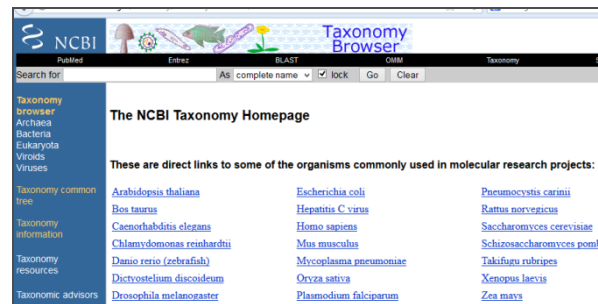 NCBI
Taxonomy
Browser
PubMed Entrez BLAST OMIM Taxonomy
Search for As complete name lock Go Clear
Taxonomy
browser
Archaea
Bacteria
Eukaryota
Viroids
Viruses
Taxonomy common
tree
Taxonomy
information
Taxonomy
resources
Taxonomic advisors
The NCBI Taxonomy Homepage
These are direct links to some of the organisms commonly used in molecular research projects:
Arabidopsis thaliana Escherichia coli Pneumocystis carinii
Bos taurus Hepatitis C virus Rattus norvegicus
Caenorhabditis elegans Homo sapiens Saccharomyces cerevisiae
Chlamydomonas reinhardtii Mus musculus Schizosaccharomyces pomb
Danio rerio (zebrafish) Mycoplasma pneumoniae Takifugu rubripes
Dictyostelium discoideum Oryza sativa Xenopus laevis
Drosophila melanogaster Plasmodium falciparum Zea mays